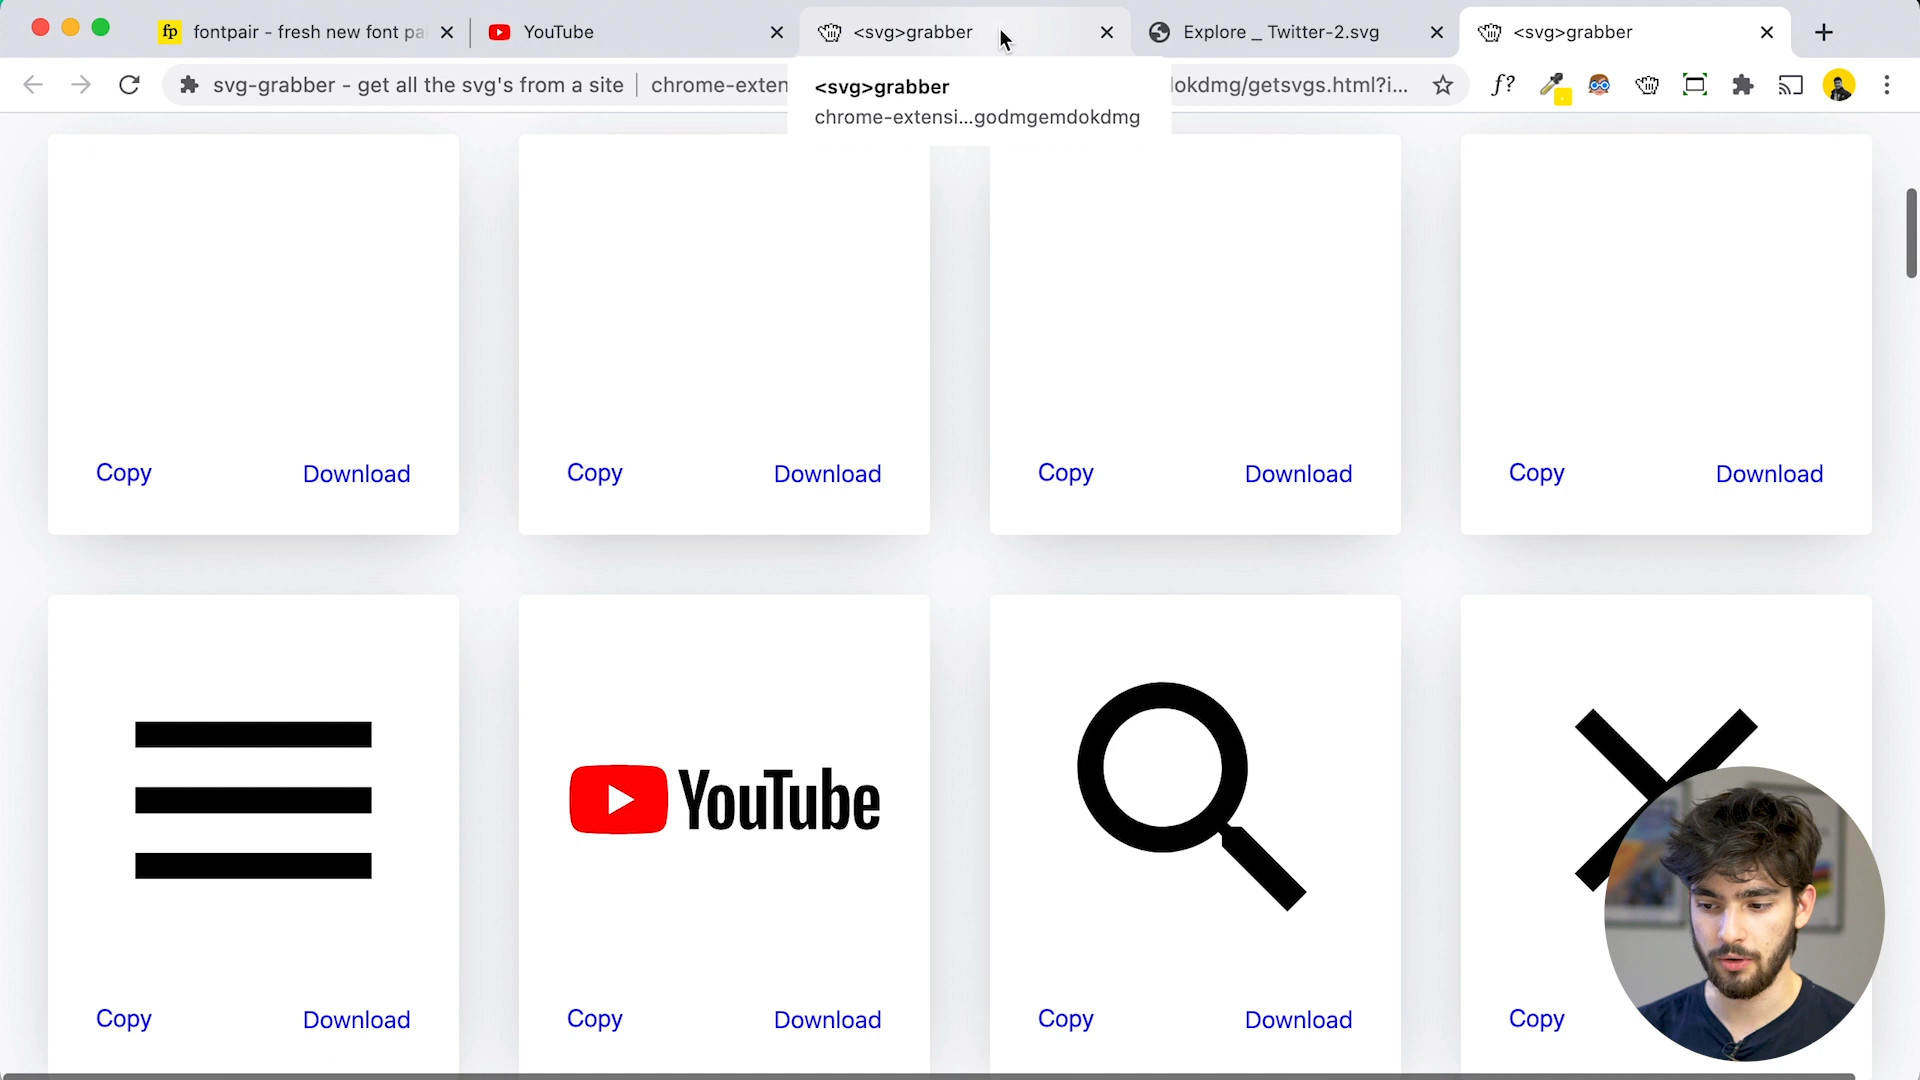 fp fontpair - fresh new font pa
YouTube
<svg>grabber
Explore _ Twitter-2.svg
<svg>grabber
svg-grabber - get all the svg's from a site
chrome-exten
lokdmg/getsvgs.html?i...
f?
<svg>grabber
chrome-extensi...godmgemdokdmg
Copy Download
Copy Download
Copy Download
Copy Download
YouTube
Copy Download
Copy Download
Copy Download
Copy